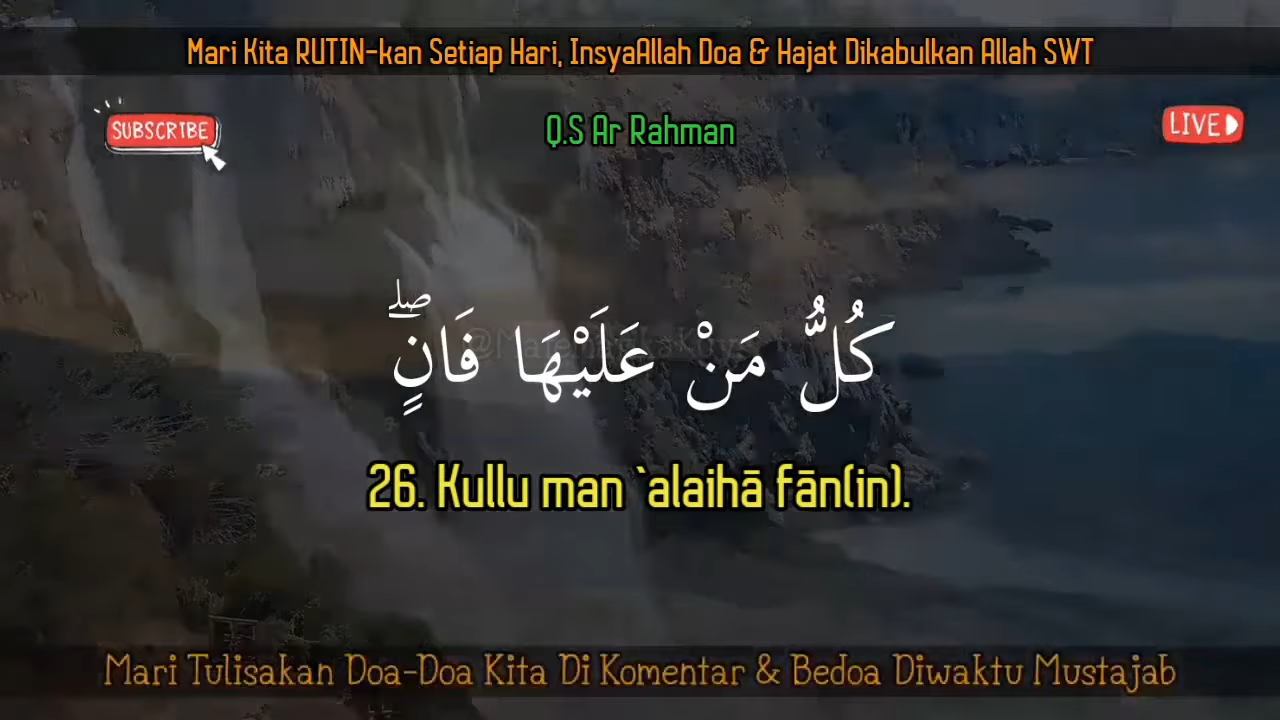 Mari Kita RUTIN-kan Setiap Hari, InsyaAllah Doa & Hajat Dikabulkan Allah SWT
SUBSCRIBE
Q.S Ar Rahman
LIVE
كُلُّ مَنْ عَلَيْهَا فَانٍۖ
26. Kullu man `alaihā fān(in).
Mari Tulisakan Doa-Doa Kita Di Komentar & Bedoa Diwaktu Mustajab